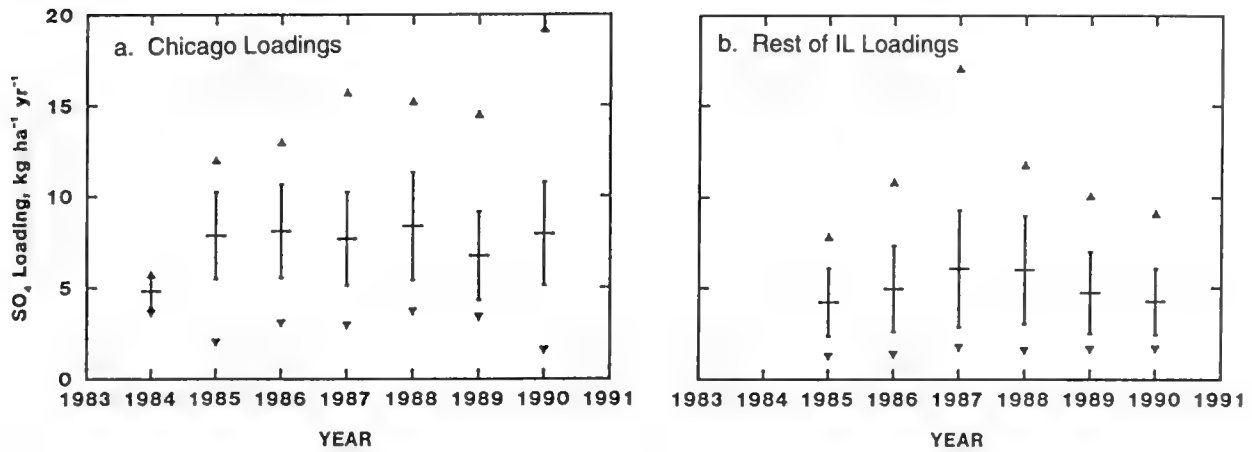 a. Chicago Loadings
SO₄ Loading, kg ha⁻¹ yr⁻¹
20
15
10
5
0
1983 1984 1985 1986 1987 1988 1989 1990 1991
YEAR
b. Rest of IL Loadings
1983 1984 1985 1986 1987 1988 1989 1990 1991
YEAR